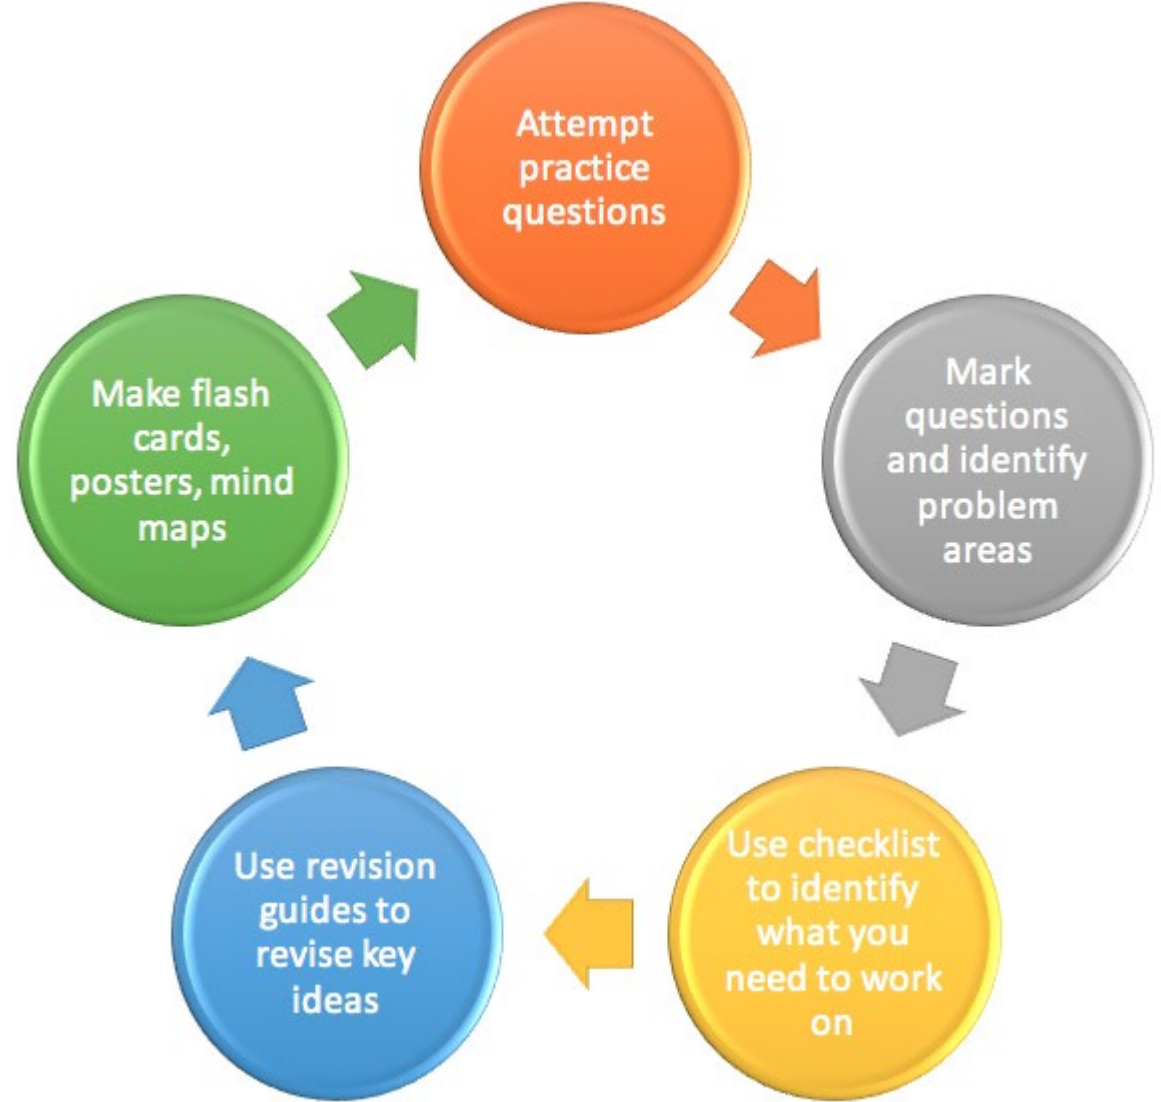 Attempt
practice
questions
Mark
questions
and identify
problem
areas
Use checklist
to identify
what you
need to work
on
Use revision
guides to
revise key
ideas
Make flash
cards,
posters, mind
maps